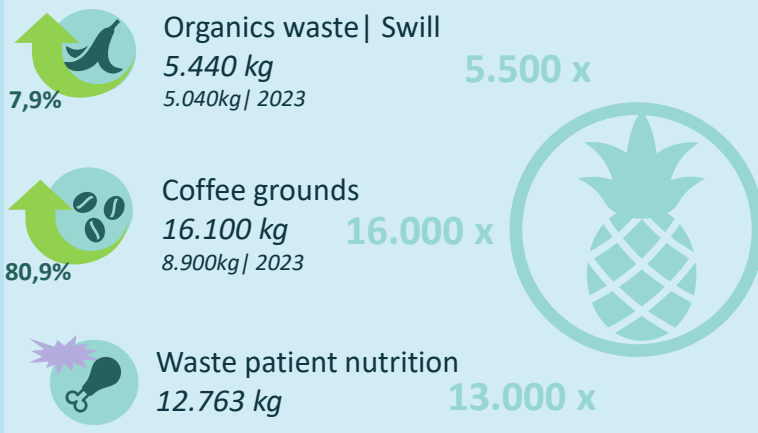 Organics waste| Swill
5.440 kg
5.500 x
7,9%
5.040kg| 2023
Coffee grounds
16.100 kg
16.000 x
80,9%
8.900kg| 2023
Waste patient nutrition
12.763 kg
13.000 x